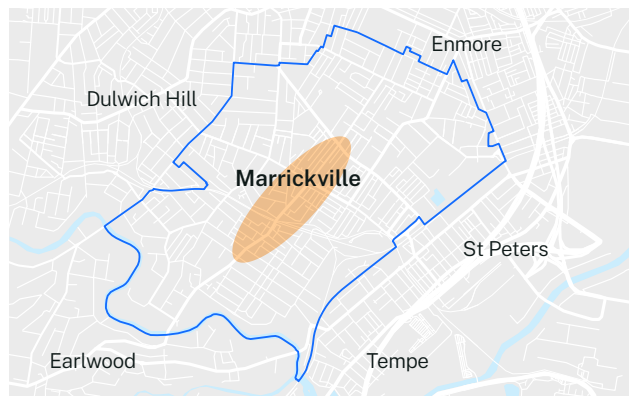 Enmore
Dulwich Hill
Marrickville
St Peters
Earlwood
Tempe